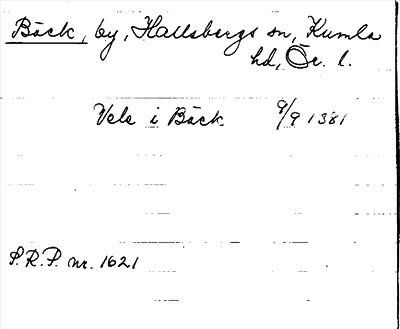 Bäck, by, Hallsbergs sn, Kumla
hd, Ör. l.
Vele i Bäck 9/9 1381
S.R.P. nr. 1621